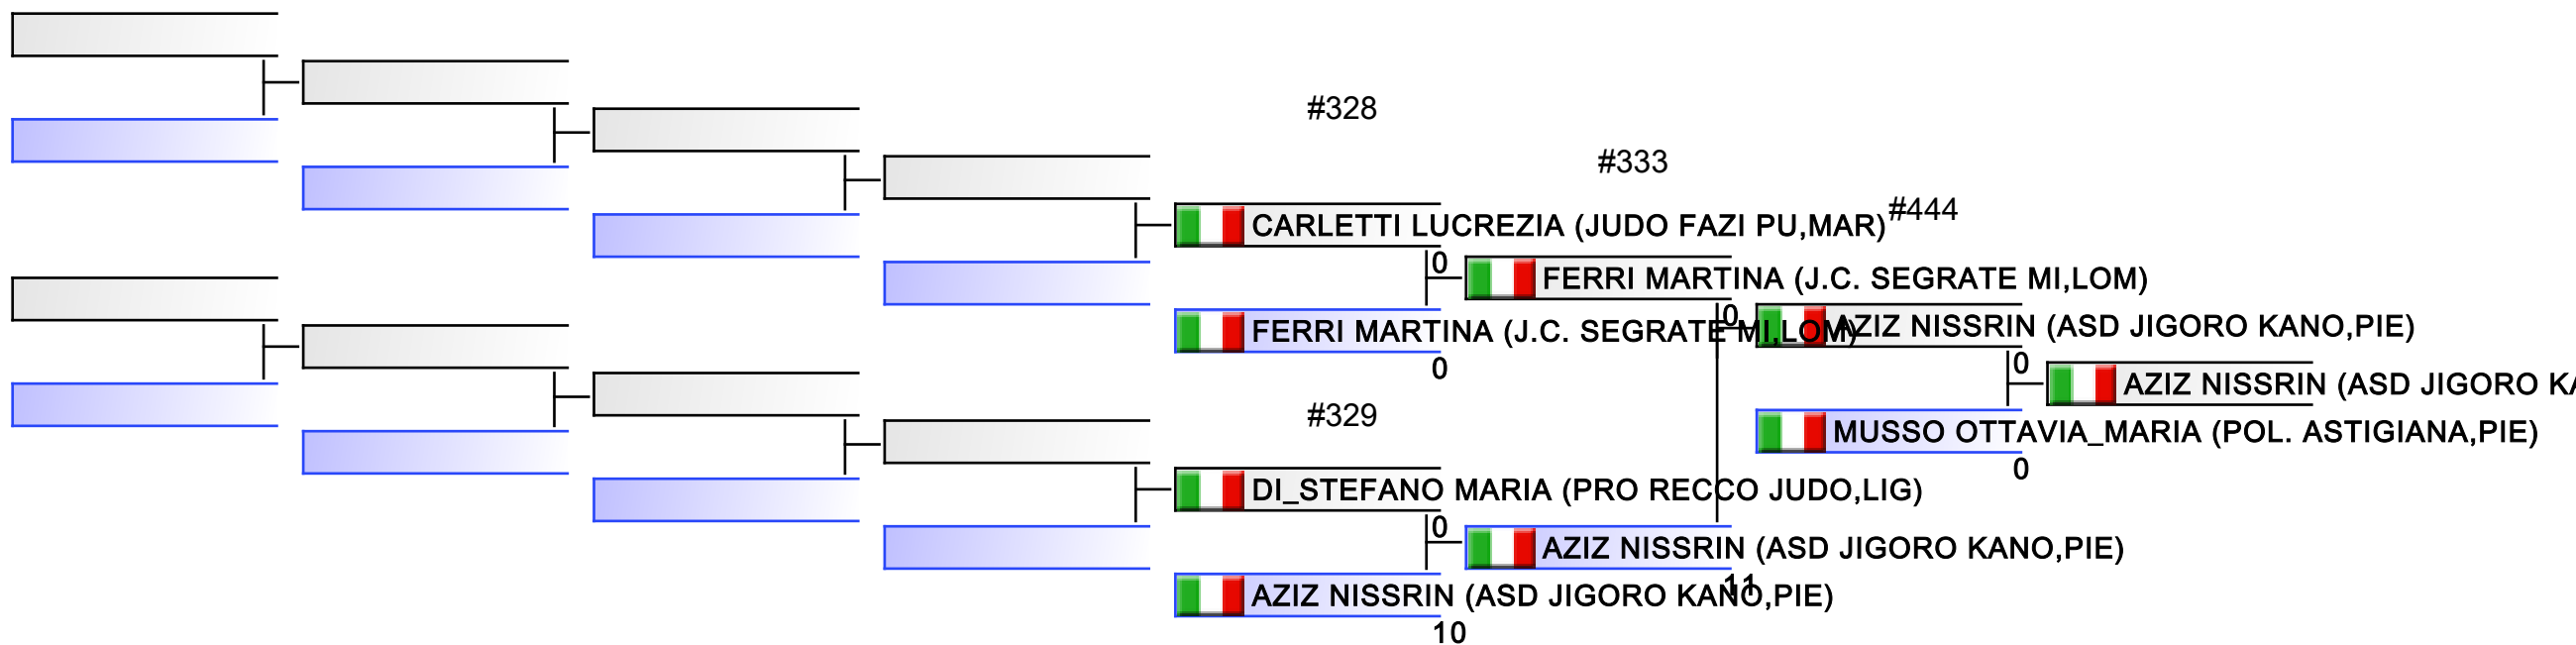 #328
#333
#444
CARLETTI LUCREZIA (JUDO FAZI PU,MAR)
0
FERRI MARTINA (J.C. SEGRATE MI,LOM)
0
FERRI MARTINA (J.C. SEGRATE MI,LOM)
AZIZ NISSRIN (ASD JIGORO KANO,PIE)
0
0
AZIZ NISSRIN (ASD JIGORO KA
#329
MUSSO OTTAVIA_MARIA (POL. ASTIGIANA,PIE)
0
DI_STEFANO MARIA (PRO RECCO JUDO,LIG)
0
AZIZ NISSRIN (ASD JIGORO KANO,PIE)
11
AZIZ NISSRIN (ASD JIGORO KANO,PIE)
10